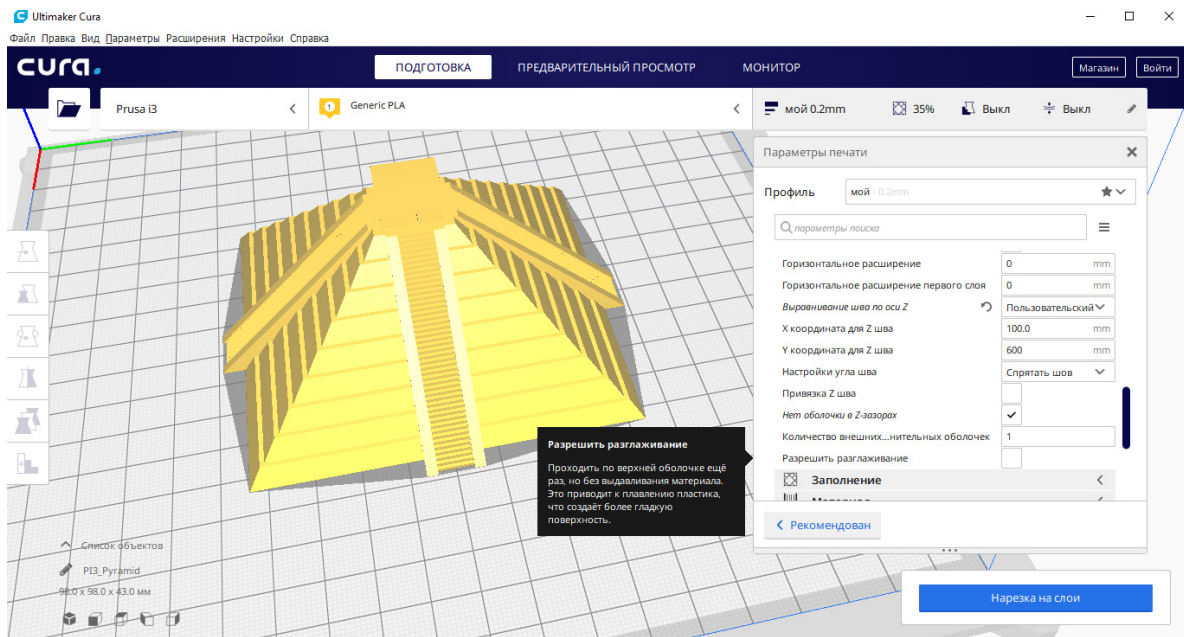 Ultimaker Cura
Файл Правка Вид Параметры Расширения Настройки Справка
cura.
ПОДГОТОВКА
ПРЕДВАРИТЕЛЬНЫЙ ПРОСМОТР
МОНИТОР
Магазин
Войти
Prusa i3
1
Generic PLA
мой 0.2mm
35%
Выкл
Выкл
Параметры печати
Профиль
мой 0.2mm
параметры поиска
Горизонтальное расширение 0 mm
Горизонтальное расширение первого слоя 0 mm
Выравнивание шва по оси Z Пользовательский
X координата для Z шва 100.0 mm
Y координата для Z шва 600 mm
Настройки угла шва Спрятать шов
Привязка Z шва
Нет оболочки в Z-зазорах
Количество внешних...нительных оболочек 1
Разрешить разглаживание
Заполнение
Материал
Рекомендован
Разрешить разглаживание
Проходить по верхней оболочке ещё
раз, но без выдавливания материала.
Это приводит к плавлению пластика,
что создаёт более гладкую
поверхность.
Список объектов
PI3_Pyramid
98.0 x 98.0 x 43.0 мм
Нарезка на слои